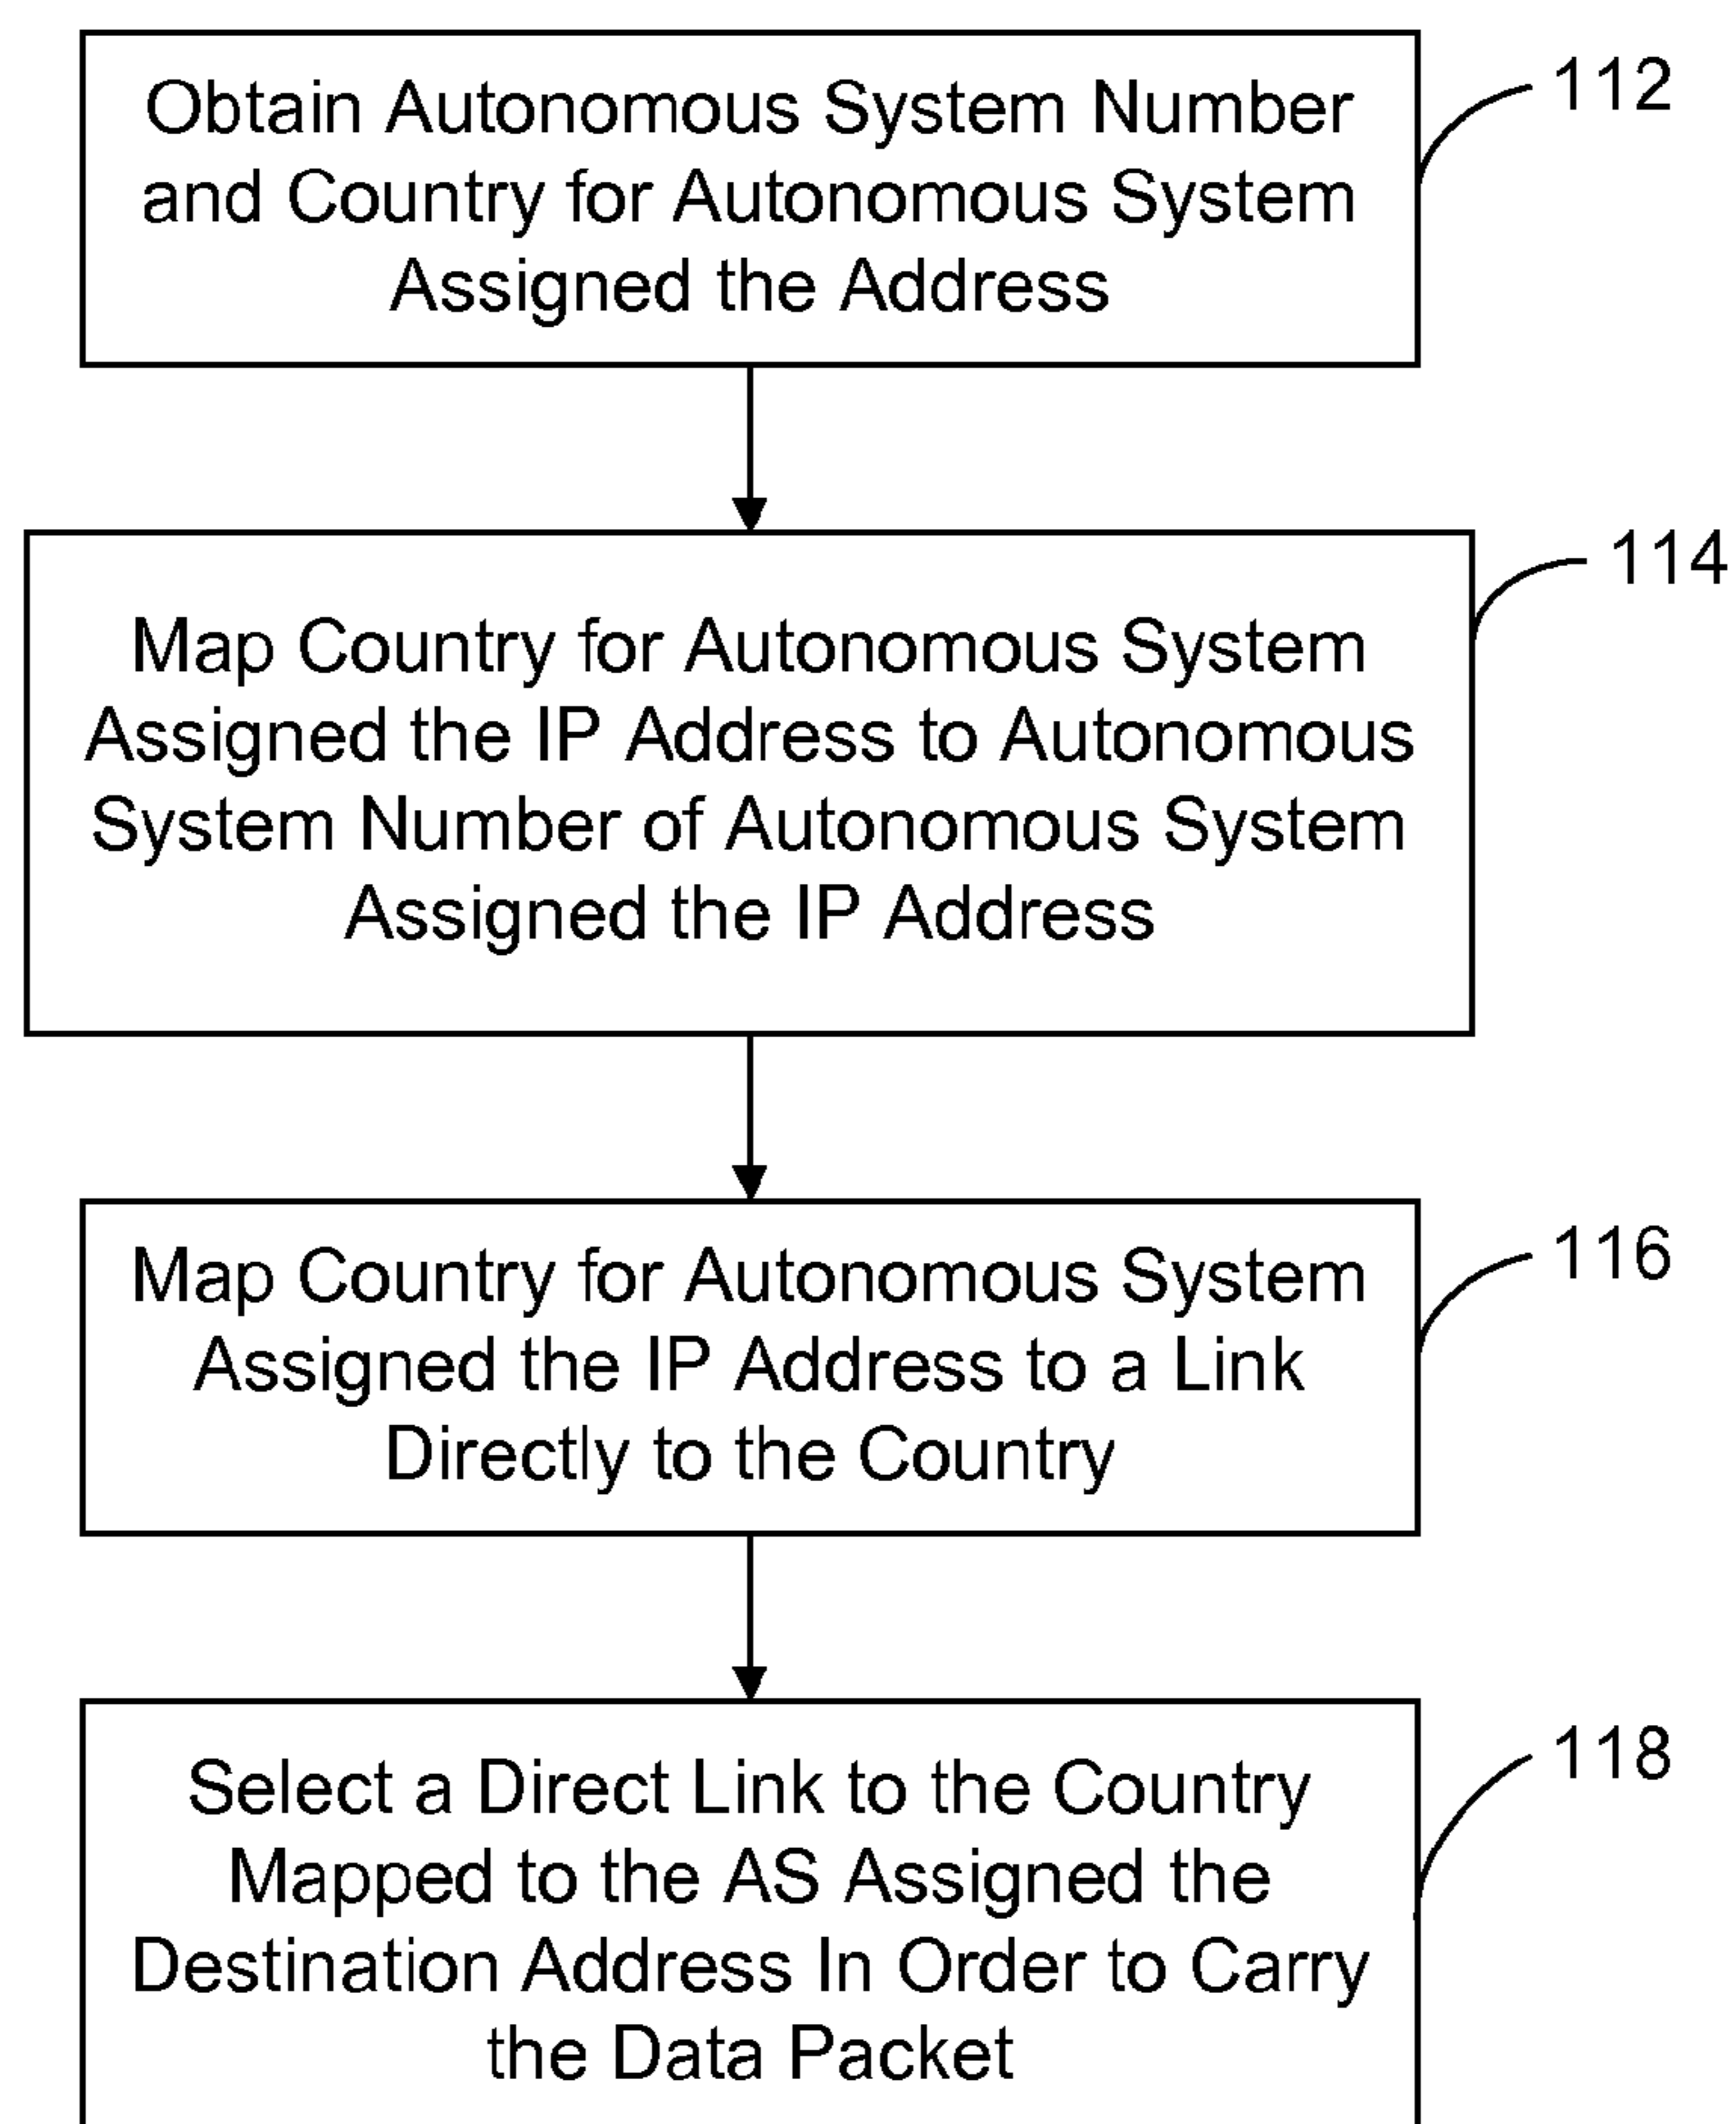 Obtain Autonomous System Number
and Country for Autonomous System
Assigned the Address
112
Map Country for Autonomous System
Assigned the IP Address to Autonomous
System Number of Autonomous System
Assigned the IP Address
114
Map Country for Autonomous System
Assigned the IP Address to a Link
Directly to the Country
116
Select a Direct Link to the Country
Mapped to the AS Assigned the
Destination Address In Order to Carry
the Data Packet
118